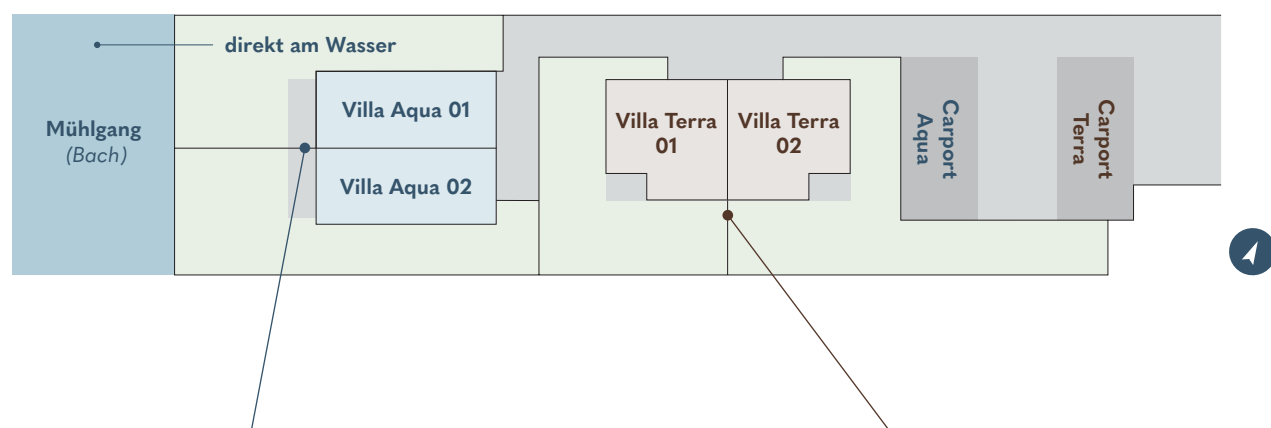 direkt am Wasser
Mühlgang
(Bach)
Villa Aqua 01
Villa Aqua 02
Villa Terra
01
Villa Terra
02
Carport
Aqua
Carport
Terra